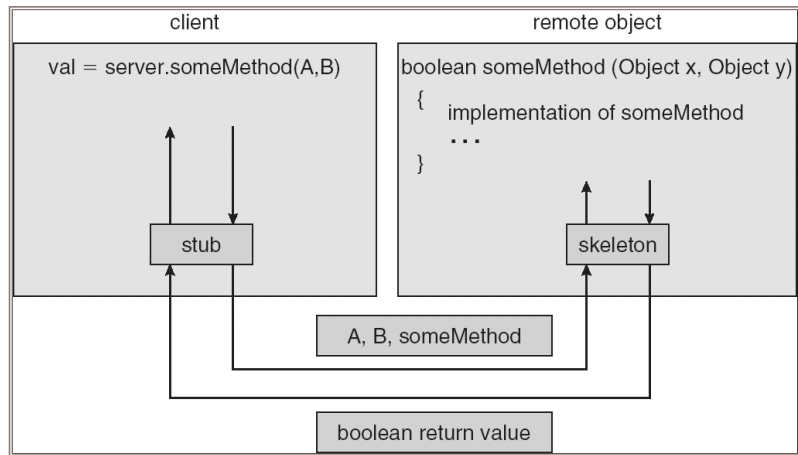 client
val = server.someMethod(A,B)
stub
remote object
boolean someMethod (Object x, Object y)
{
implementation of someMethod
...
}
skeleton
A, B, someMethod
boolean return value